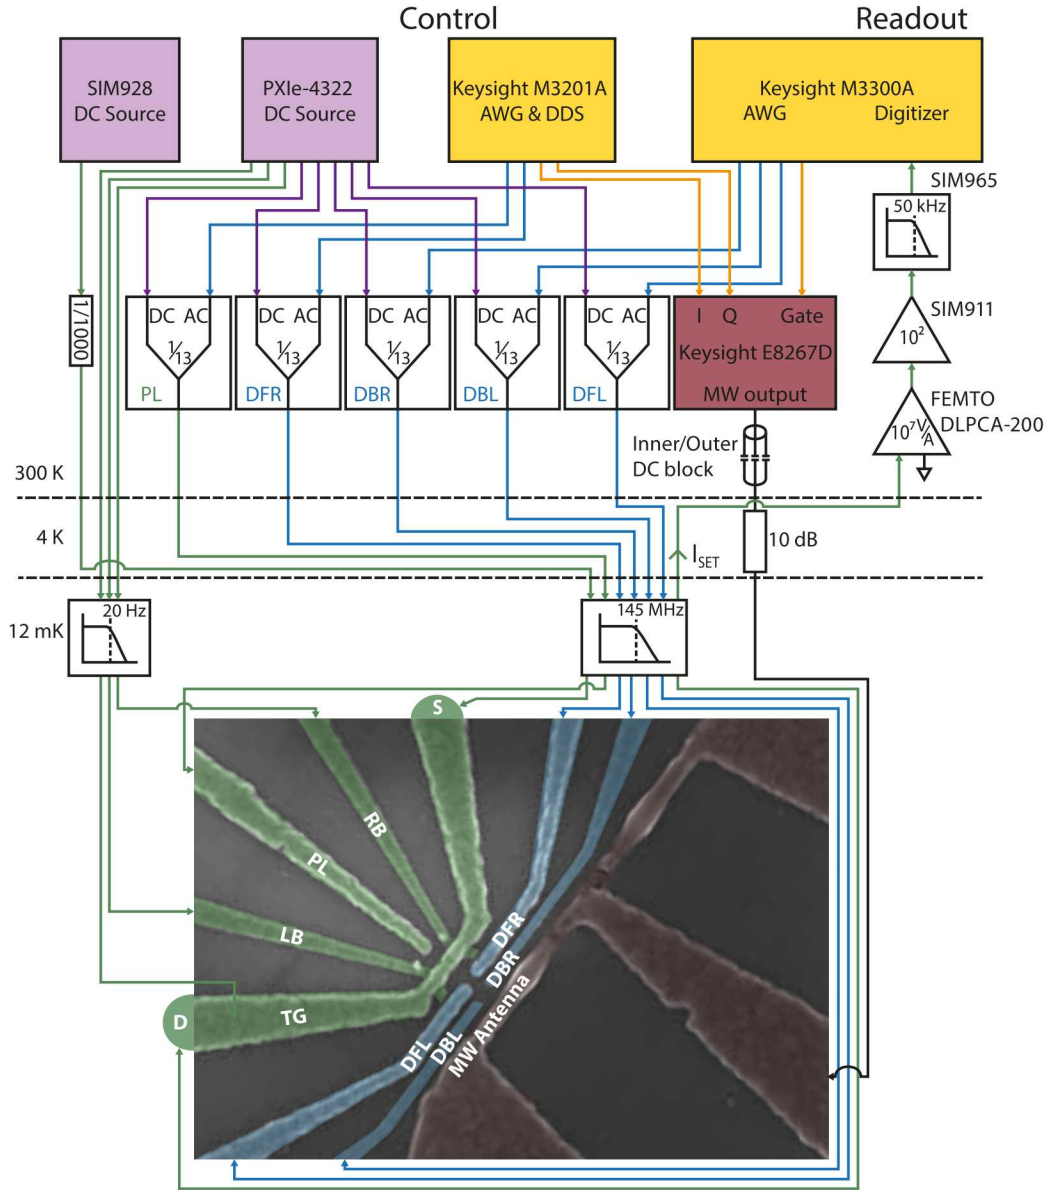 Control
Readout
SIM928
DC Source
PXIe-4322
DC Source
Keysight M3201A
AWG & DDS
Keysight M3300A
AWG
Digitizer
SIM965
50 kHz
1/1000
SIM911
10²
DC AC
1/13
PL
DC AC
1/13
DFR
DC AC
1/13
DBR
DC AC
1/13
DBL
DC AC
1/13
DFL
I Q Gate
Keysight E8267D
MW output
FEMTO
DLPCA-200
10⁷V/A
Inner/Outer
DC block
300 K
4 K
10 dB
I_SET
12 mK
20 Hz
145 MHz
S
RB
PL
LB
DFR
DBR
D
TG
DFL
DBL
MW Antenna